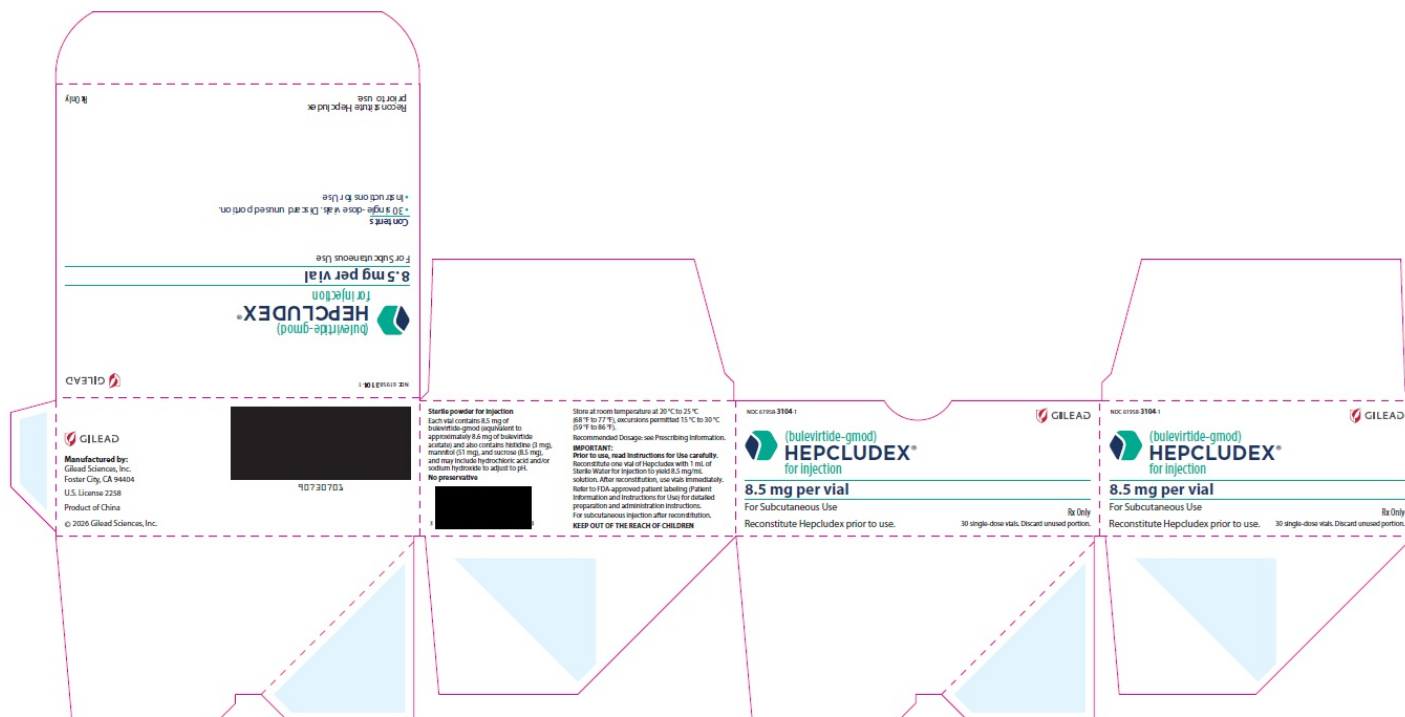 Rx Only
Reconstitute Hepcludex
prior to use
• Instructions for Use
• 30 single-dose vials. Discard unused portion.
Contents
For Subcutaneous Use
8.5 mg per vial
for injection
HEPCLUDEX®
(bulevirtide-gmod)
GILEAD
GILEAD
Manufactured by:
Gilead Sciences, Inc.
Foster City, CA 94404
U.S. License 2258
Product of China
© 2026 Gilead Sciences, Inc.
Sterile powder for injection
Each vial contains 8.5 mg of
bulevirtide-gmod (equivalent to
approximately 8.6 mg of bulevirtide
acetate) and also contains histidine (3 mg),
mannitol (51 mg), and sucrose (8.5 mg),
and may include hydrochloric acid and/or
sodium hydroxide to adjust to pH.
No preservative
Store at room temperature at 20 °C to 25 °C
(68 °F to 77 °F), excursions permitted 15 °C to 30 °C
(59 °F to 86 °F).
Recommended Dosage: see Prescribing Information.
IMPORTANT:
Prior to use, read Instructions for Use carefully.
Reconstitute one vial of Hepcludex with 1 mL of
Sterile Water for Injection to yield 8.5 mg/mL
solution. After reconstitution, use vials immediately.
Refer to FDA-approved patient labeling (Patient
Information and Instructions for Use) for detailed
preparation and administration instructions.
For subcutaneous injection after reconstitution.
KEEP OUT OF THE REACH OF CHILDREN
NDC 61958-3104-1
GILEAD
(bulevirtide-gmod)
HEPCLUDEX®
for injection
8.5 mg per vial
For Subcutaneous Use
Rx Only
Reconstitute Hepcludex prior to use.
30 single-dose vials. Discard unused portion.
NDC 61958-3104-1
GILEAD
(bulevirtide-gmod)
HEPCLUDEX®
for injection
8.5 mg per vial
For Subcutaneous Use
Rx Only
Reconstitute Hepcludex prior to use.
30 single-dose vials. Discard unused portion.